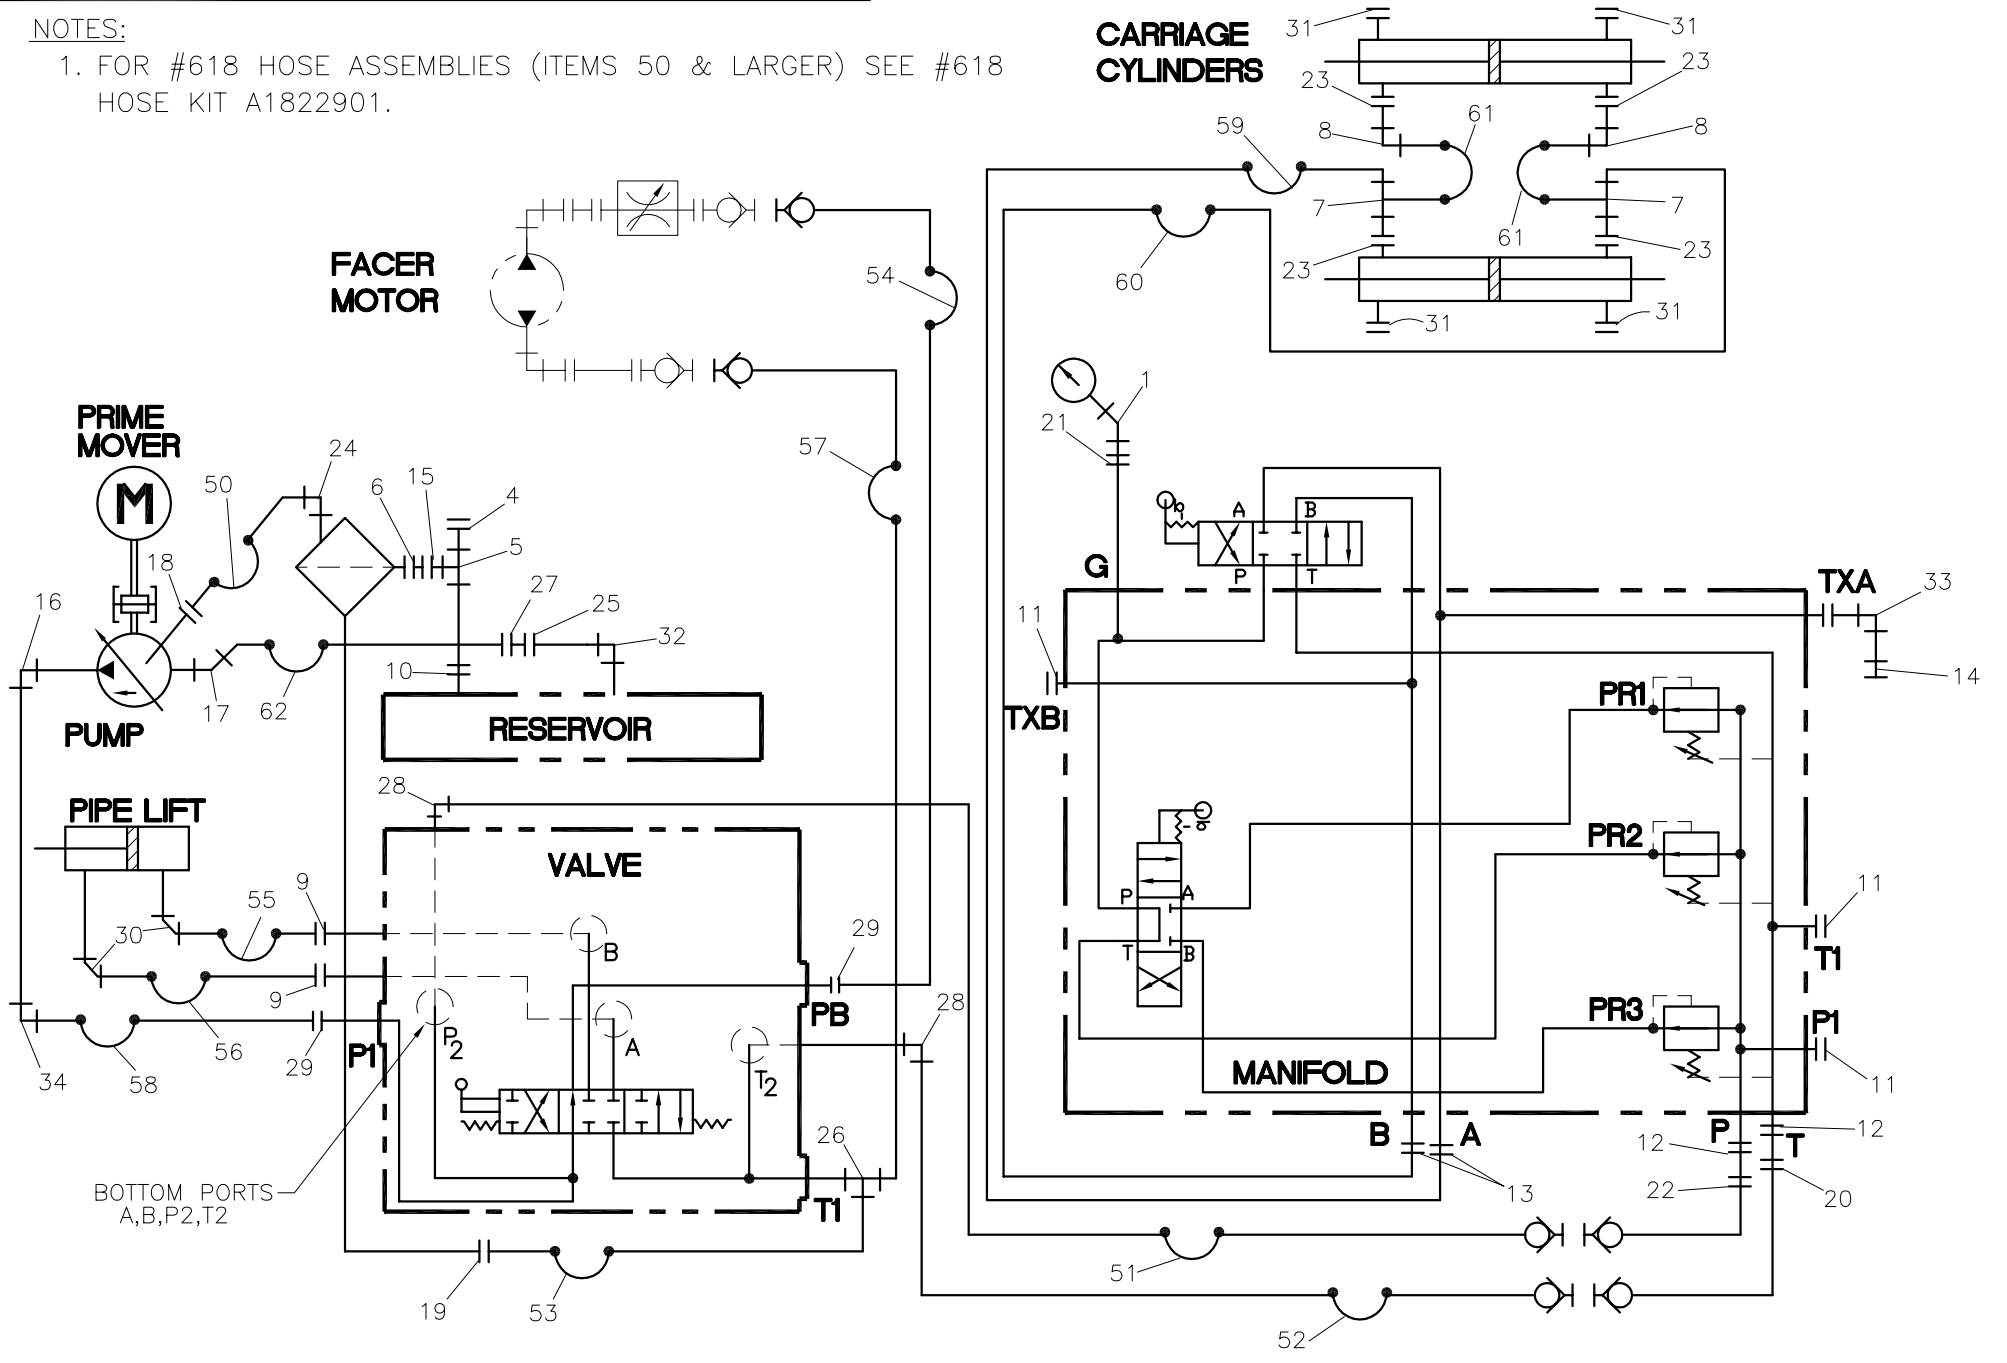 NOTES:
1. FOR #618 HOSE ASSEMBLIES (ITEMS 50 & LARGER) SEE #618
HOSE KIT A1822901.
CARRIAGE
CYLINDERS
31
31
23
23
61
59
8
8
7
7
61
60
23
23
31
31
FACER
MOTOR
54
57
1
21
PRIME
MOVER
M
50
24
6
15
4
5
18
27
25
16
32
10
17
62
PUMP
RESERVOIR
A
B
P
T
G
TXA
33
11
14
TXB
PR1
PR2
PR3
28
PIPE LIFT
VALVE
9
55
30
B
29
9
PB
28
P
A
T
B
11
T1
P1
11
56
P2
A
T2
P1
29
34
58
MANIFOLD
26
B
A
P
T
12
12
13
22
20
BOTTOM PORTS
A,B,P2,T2
T1
19
53
51
52